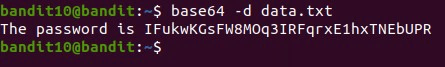 bandit10@bandit:~$ base64 -d data.txt
The password is IFukwKGsFW8MOq3IRFqrxE1hxTNEbUPR
bandit10@bandit:~$